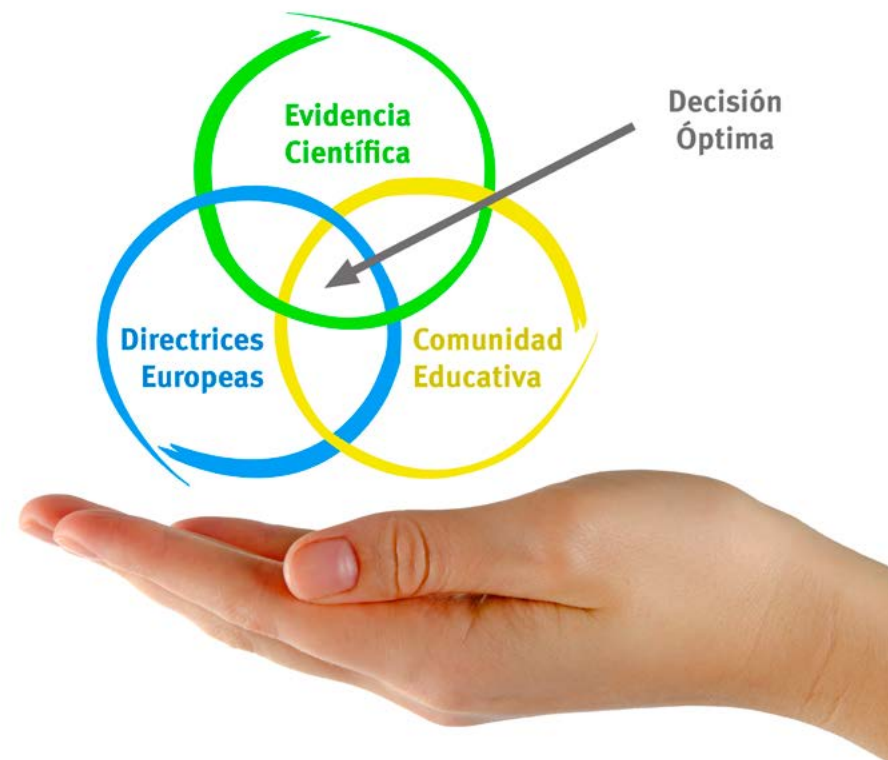 Evidencia
Científica
Decisión
Óptima
Directrices
Europeas
Comunidad
Educativa